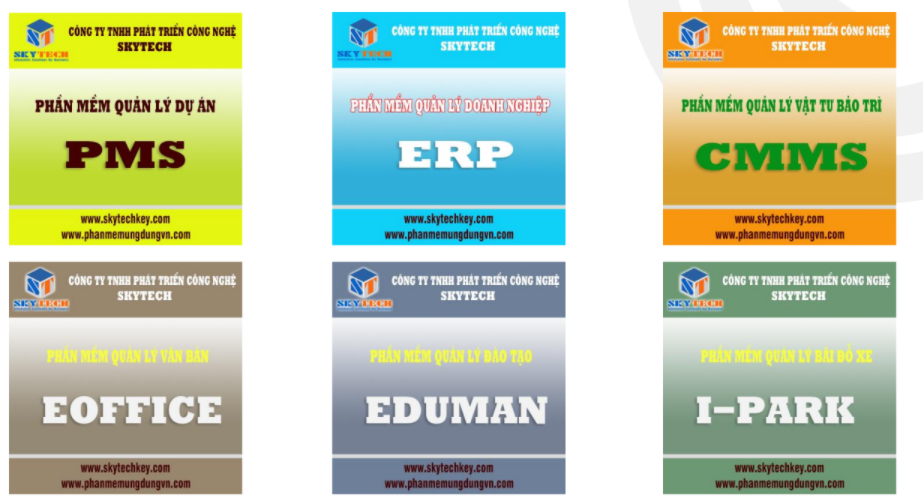 SKYTECH
CÔNG TY TNHH PHÁT TRIỂN CÔNG NGHỆ
SKYTECH
PHẦN MỀM QUẢN LÝ DỰ ÁN
PMS
www.skytechkey.com
www.phanmemungdungvn.com
SKYTECH
CÔNG TY TNHH PHÁT TRIỂN CÔNG NGHỆ
SKYTECH
PHẦN MỀM QUẢN LÝ DOANH NGHIỆP
ERP
www.skytechkey.com
www.phanmemungdungvn.com
SKYTECH
CÔNG TY TNHH PHÁT TRIỂN CÔNG NGHỆ
SKYTECH
PHẦN MỀM QUẢN LÝ VẬT TƯ BẢO TRÌ
CMMS
www.skytechkey.com
www.phanmemungdungvn.com
SKYTECH
CÔNG TY TNHH PHÁT TRIỂN CÔNG NGHỆ
SKYTECH
PHẦN MỀM QUẢN LÝ VĂN BẢN
EOFFICE
www.skytechkey.com
www.phanmemungdungvn.com
SKYTECH
CÔNG TY TNHH PHÁT TRIỂN CÔNG NGHỆ
SKYTECH
PHẦN MỀM QUẢN LÝ ĐÀO TẠO
EDUMAN
www.skytechkey.com
www.phanmemungdungvn.com
SKYTECH
CÔNG TY TNHH PHÁT TRIỂN CÔNG NGHỆ
SKYTECH
PHẦN MỀM QUẢN LÝ BÃI ĐỖ XE
I-PARK
www.skytechkey.com
www.phanmemungdungvn.com